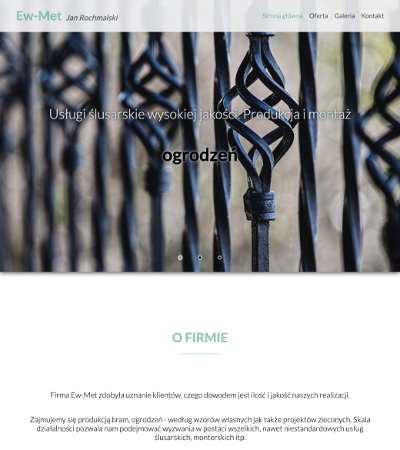 Ew-Met Jan Rochmalski
Strona główna Oferta Galeria Kontakt
Usługi ślusarskie wysokiej jakości. Produkcja i montaż
ogrodzeń
O FIRMIE
Firma Ew-Met zdobyła uznanie klientów, czego dowodem jest ilość i jakość naszych realizacji.
Zajmujemy się produkcją bram, ogrodzeń - według wzorów własnych jak także projektów zleconych. Skala
działalności pozwala nam podejmować wyzwania w postaci wszelkich, nawet niestandardowych usług
ślusarskich, monterskich itp.